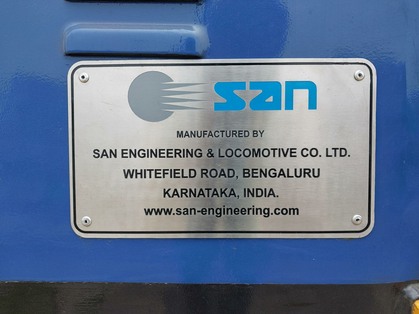 san
MANUFACTURED BY
SAN ENGINEERING & LOCOMOTIVE CO. LTD.
WHITEFIELD ROAD, BENGALURU
KARNATAKA, INDIA.
www.san-engineering.com